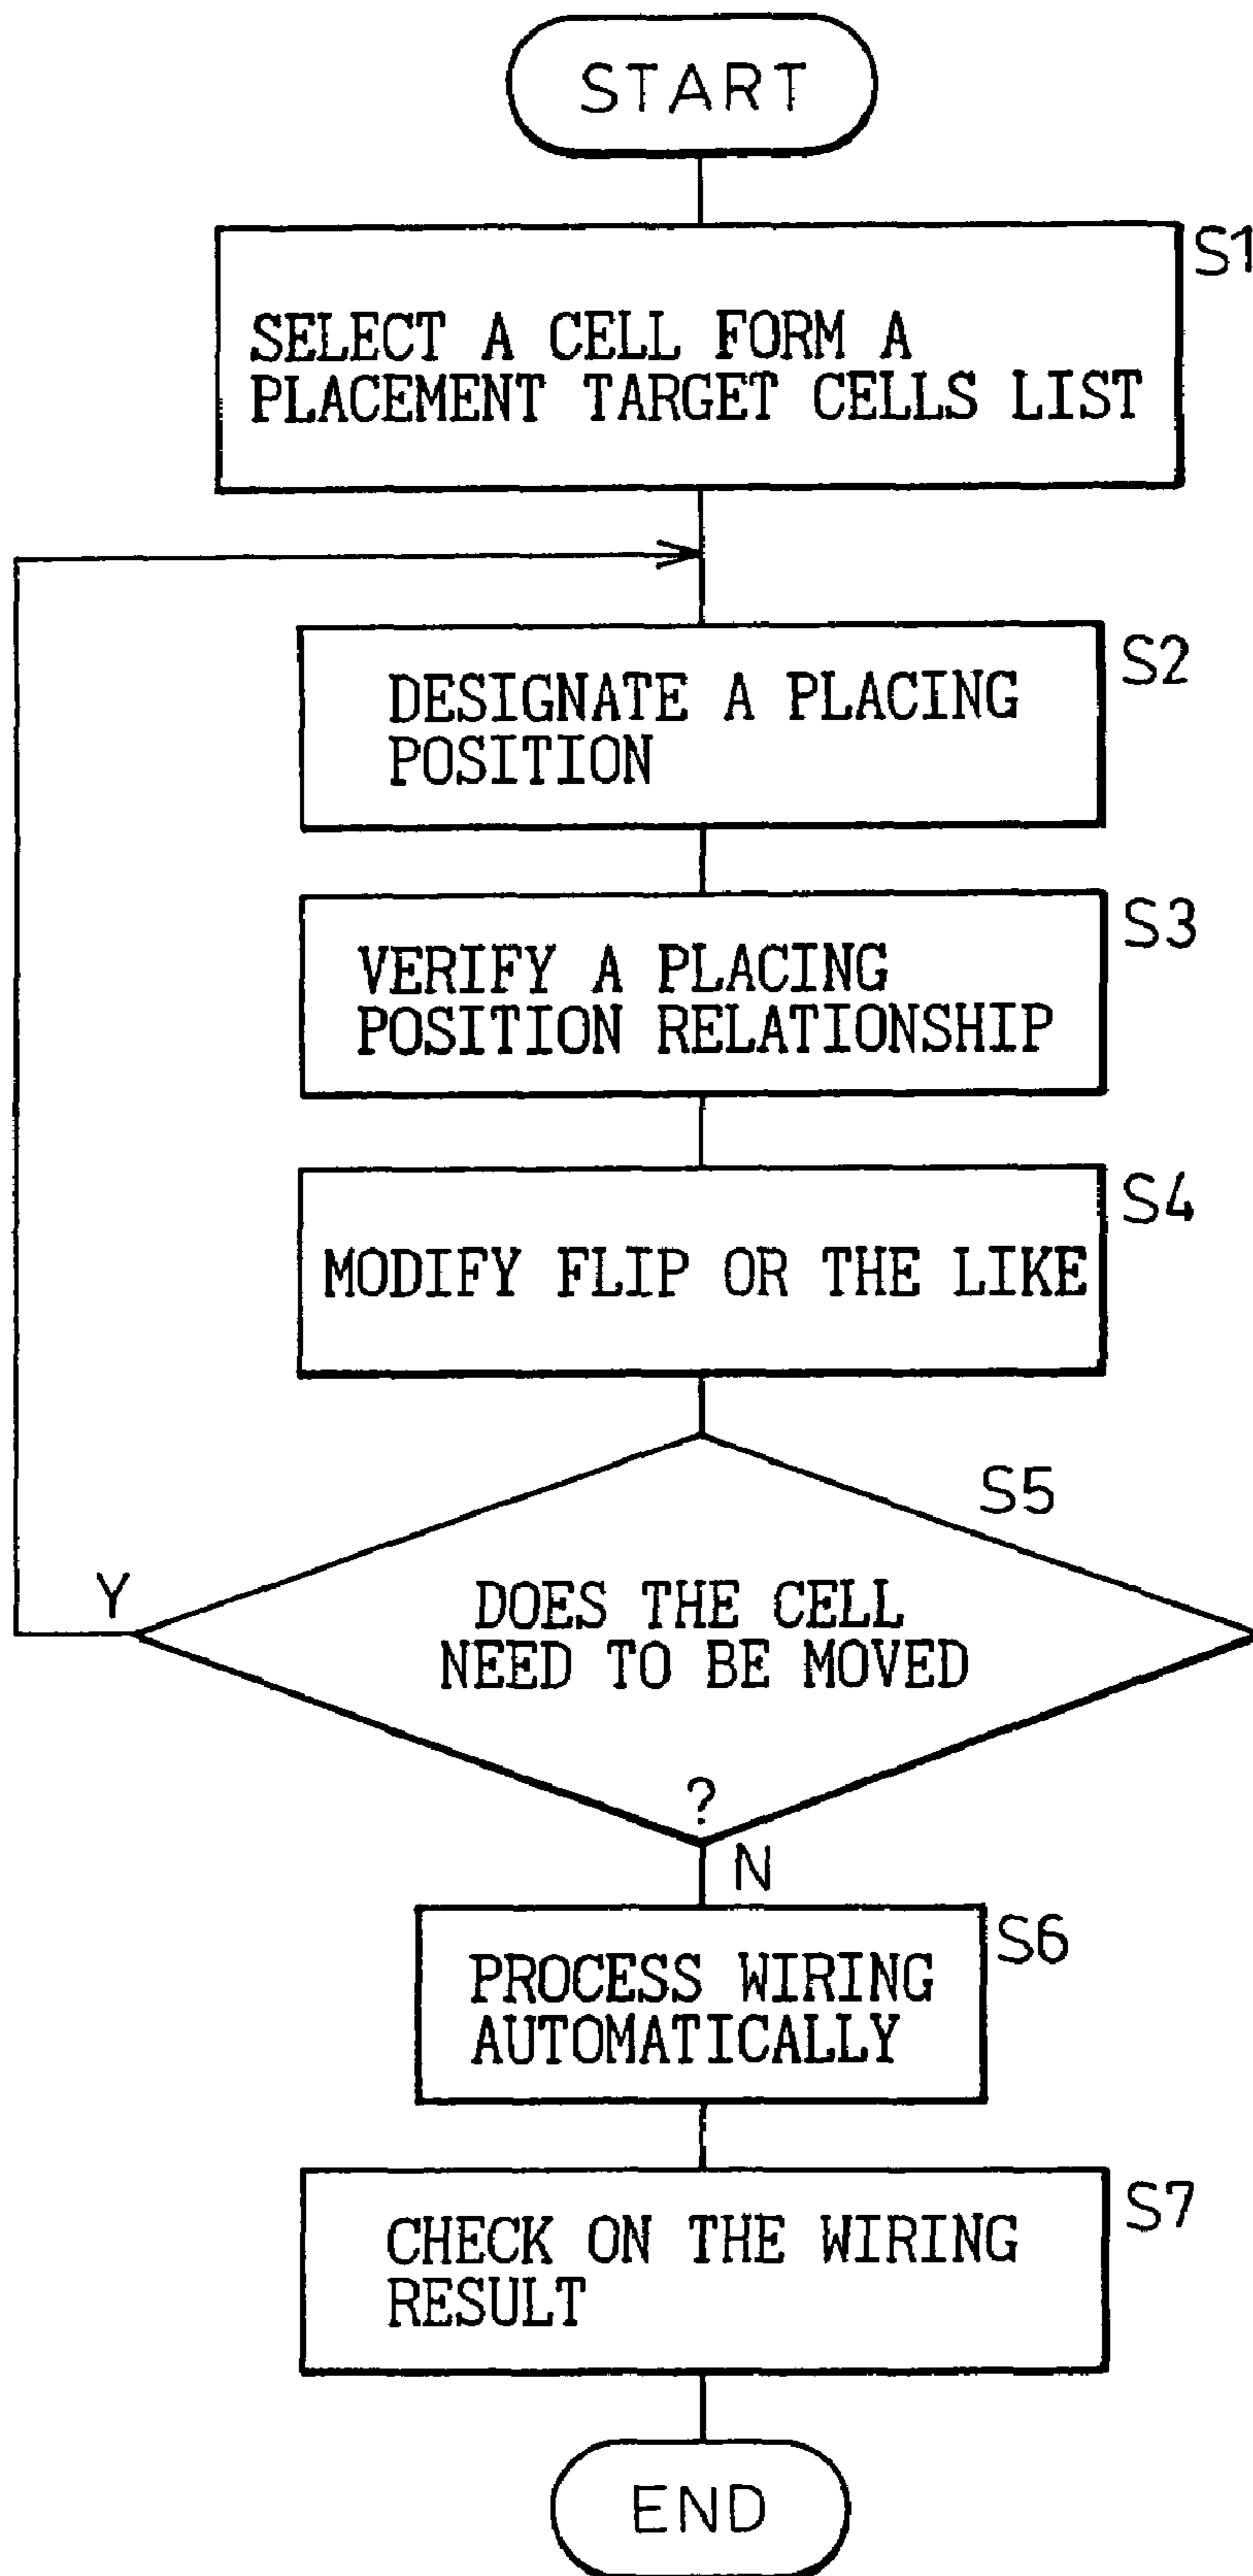 START
S1
SELECT A CELL FORM A
PLACEMENT TARGET CELLS LIST
S2
DESIGNATE A PLACING
POSITION
S3
VERIFY A PLACING
POSITION RELATIONSHIP
S4
MODIFY FLIP OR THE LIKE
S5
Y
DOES THE CELL
NEED TO BE MOVED
?
N
S6
PROCESS WIRING
AUTOMATICALLY
S7
CHECK ON THE WIRING
RESULT
END